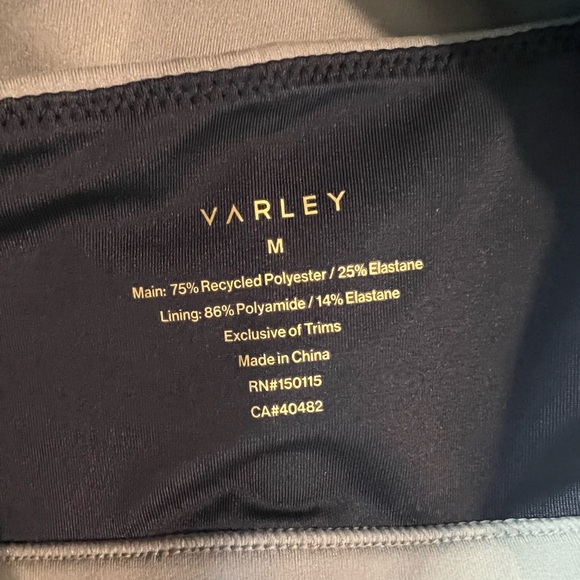 VARLEY
M
Main: 75% Recycled Polyester / 25% Elastane
Lining: 86% Polyamide / 14% Elastane
Exclusive of Trims
Made in China
RN#150115
CA#40482